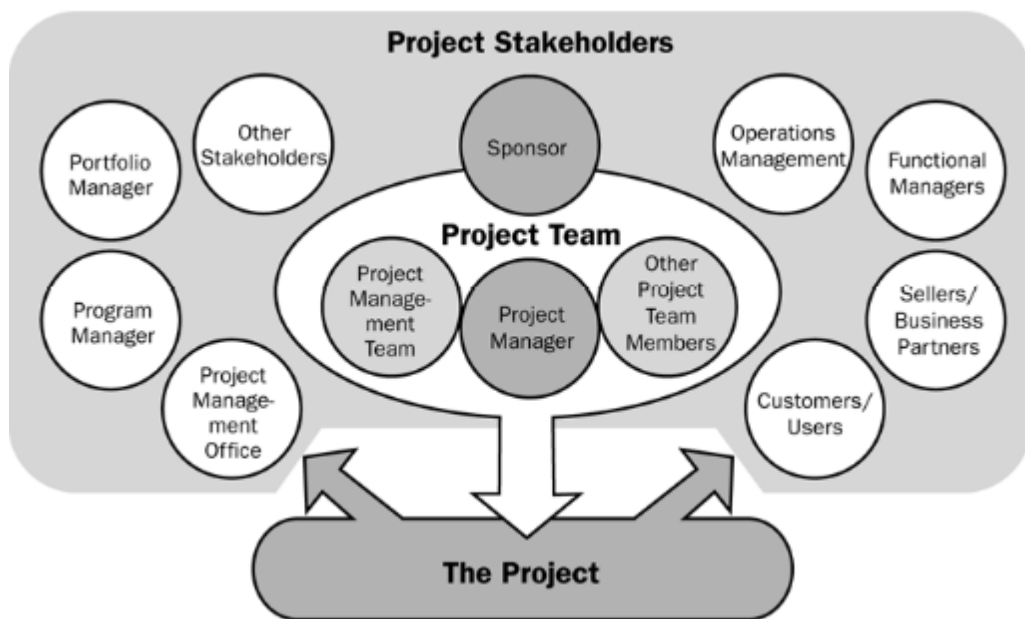 Project Stakeholders
Portfolio
Manager
Other
Stakeholders
Sponsor
Operations
Management
Functional
Managers
Project Team
Program
Manager
Project
Manage-
ment
Team
Project
Manager
Other
Project
Team
Members
Sellers/
Business
Partners
Project
Manage-
ment
Office
Customers/
Users
The Project